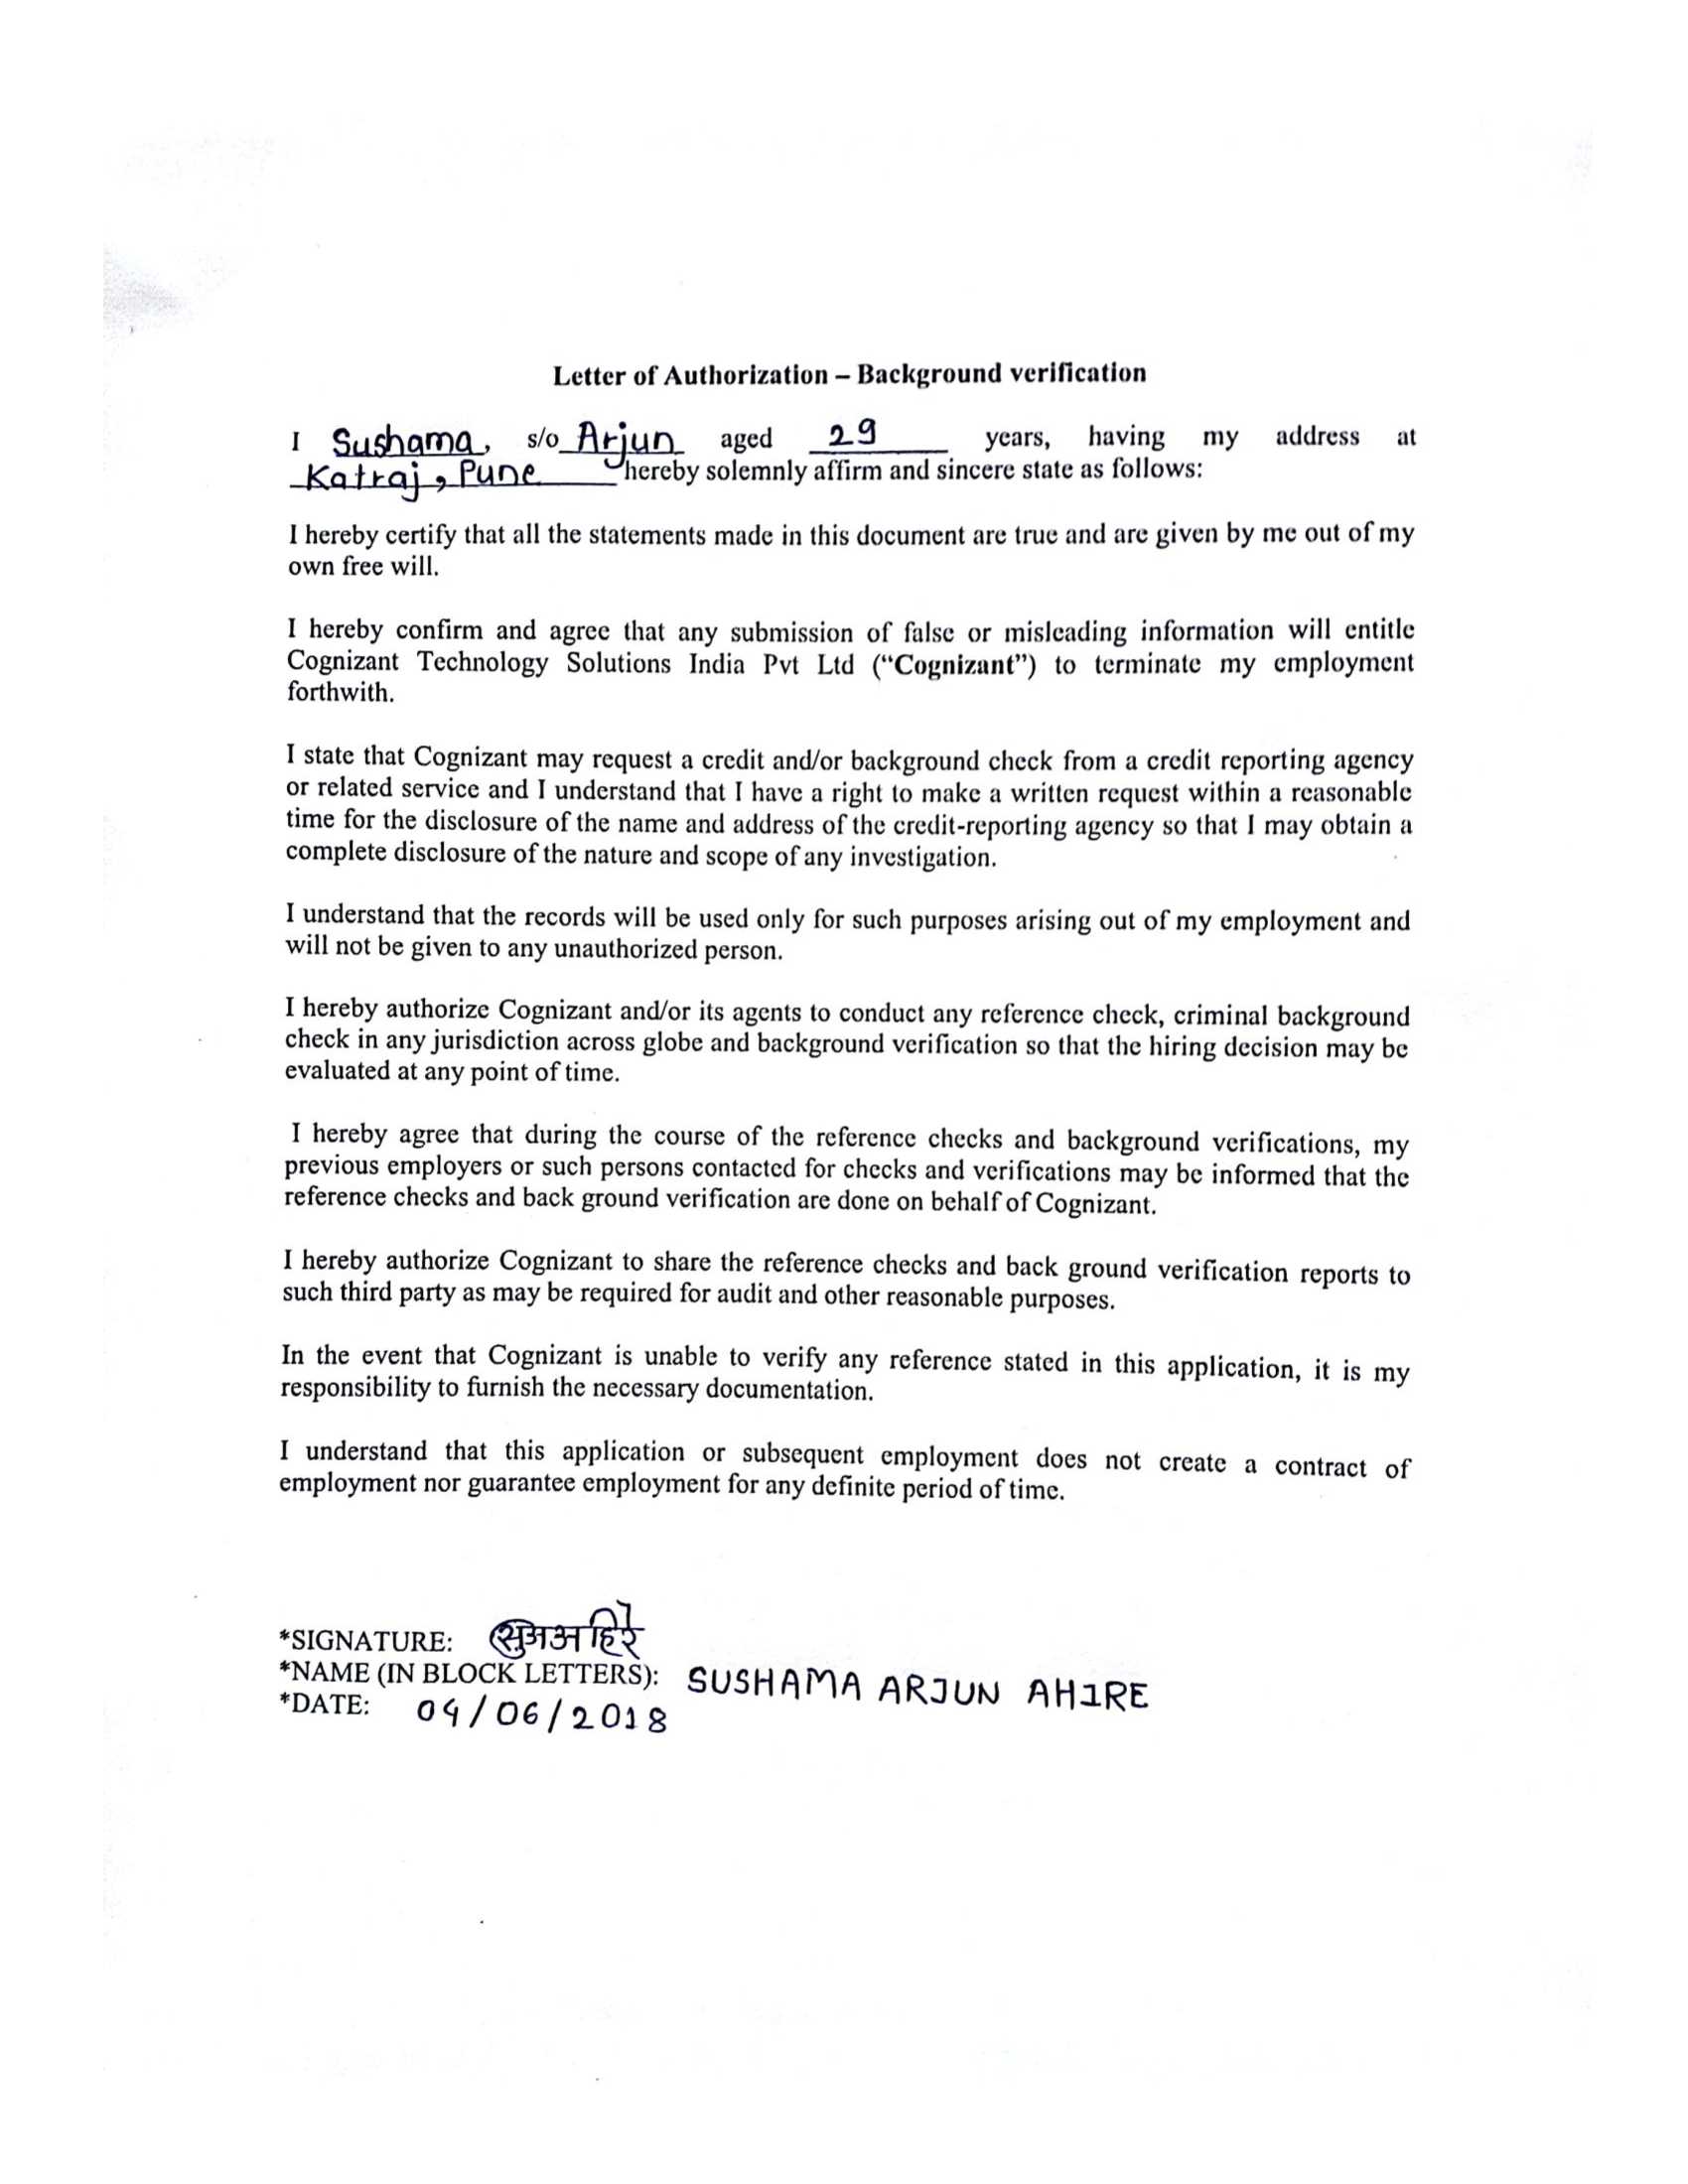 Letter of Authorization – Background verification
I Sushama, s/o Arjun aged 29 years, having my address at
Katraj, Pune hereby solemnly affirm and sincere state as follows:
I hereby certify that all the statements made in this document are true and are given by me out of my
own free will.
I hereby confirm and agree that any submission of false or misleading information will entitle
Cognizant Technology Solutions India Pvt Ltd (“Cognizant”) to terminate my employment
forthwith.
I state that Cognizant may request a credit and/or background check from a credit reporting agency
or related service and I understand that I have a right to make a written request within a reasonable
time for the disclosure of the name and address of the credit-reporting agency so that I may obtain a
complete disclosure of the nature and scope of any investigation.
I understand that the records will be used only for such purposes arising out of my employment and
will not be given to any unauthorized person.
I hereby authorize Cognizant and/or its agents to conduct any reference check, criminal background
check in any jurisdiction across globe and background verification so that the hiring decision may be
evaluated at any point of time.
I hereby agree that during the course of the reference checks and background verifications, my
previous employers or such persons contacted for checks and verifications may be informed that the
reference checks and back ground verification are done on behalf of Cognizant.
I hereby authorize Cognizant to share the reference checks and back ground verification reports to
such third party as may be required for audit and other reasonable purposes.
In the event that Cognizant is unable to verify any reference stated in this application, it is my
responsibility to furnish the necessary documentation.
I understand that this application or subsequent employment does not create a contract of
employment nor guarantee employment for any definite period of time.
*SIGNATURE:
*NAME (IN BLOCK LETTERS): SUSHAMA ARJUN AHIRE
*DATE: 04/06/2018